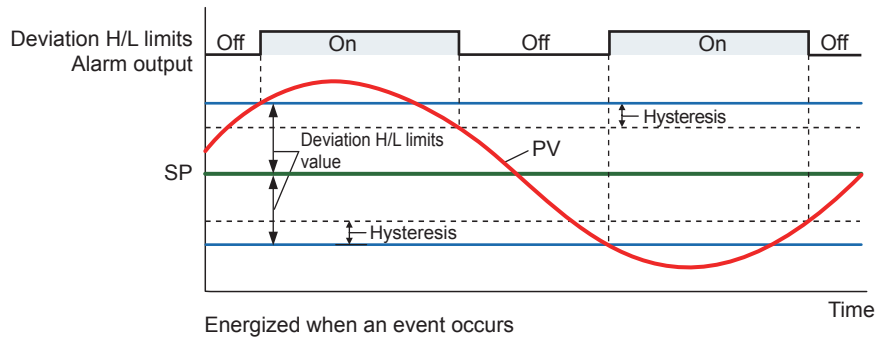 Deviation H/L limits
Alarm output
Off
On
Off
On
Off
Hysteresis
Deviation H/L limits
value
PV
SP
Hysteresis
Time
Energized when an event occurs